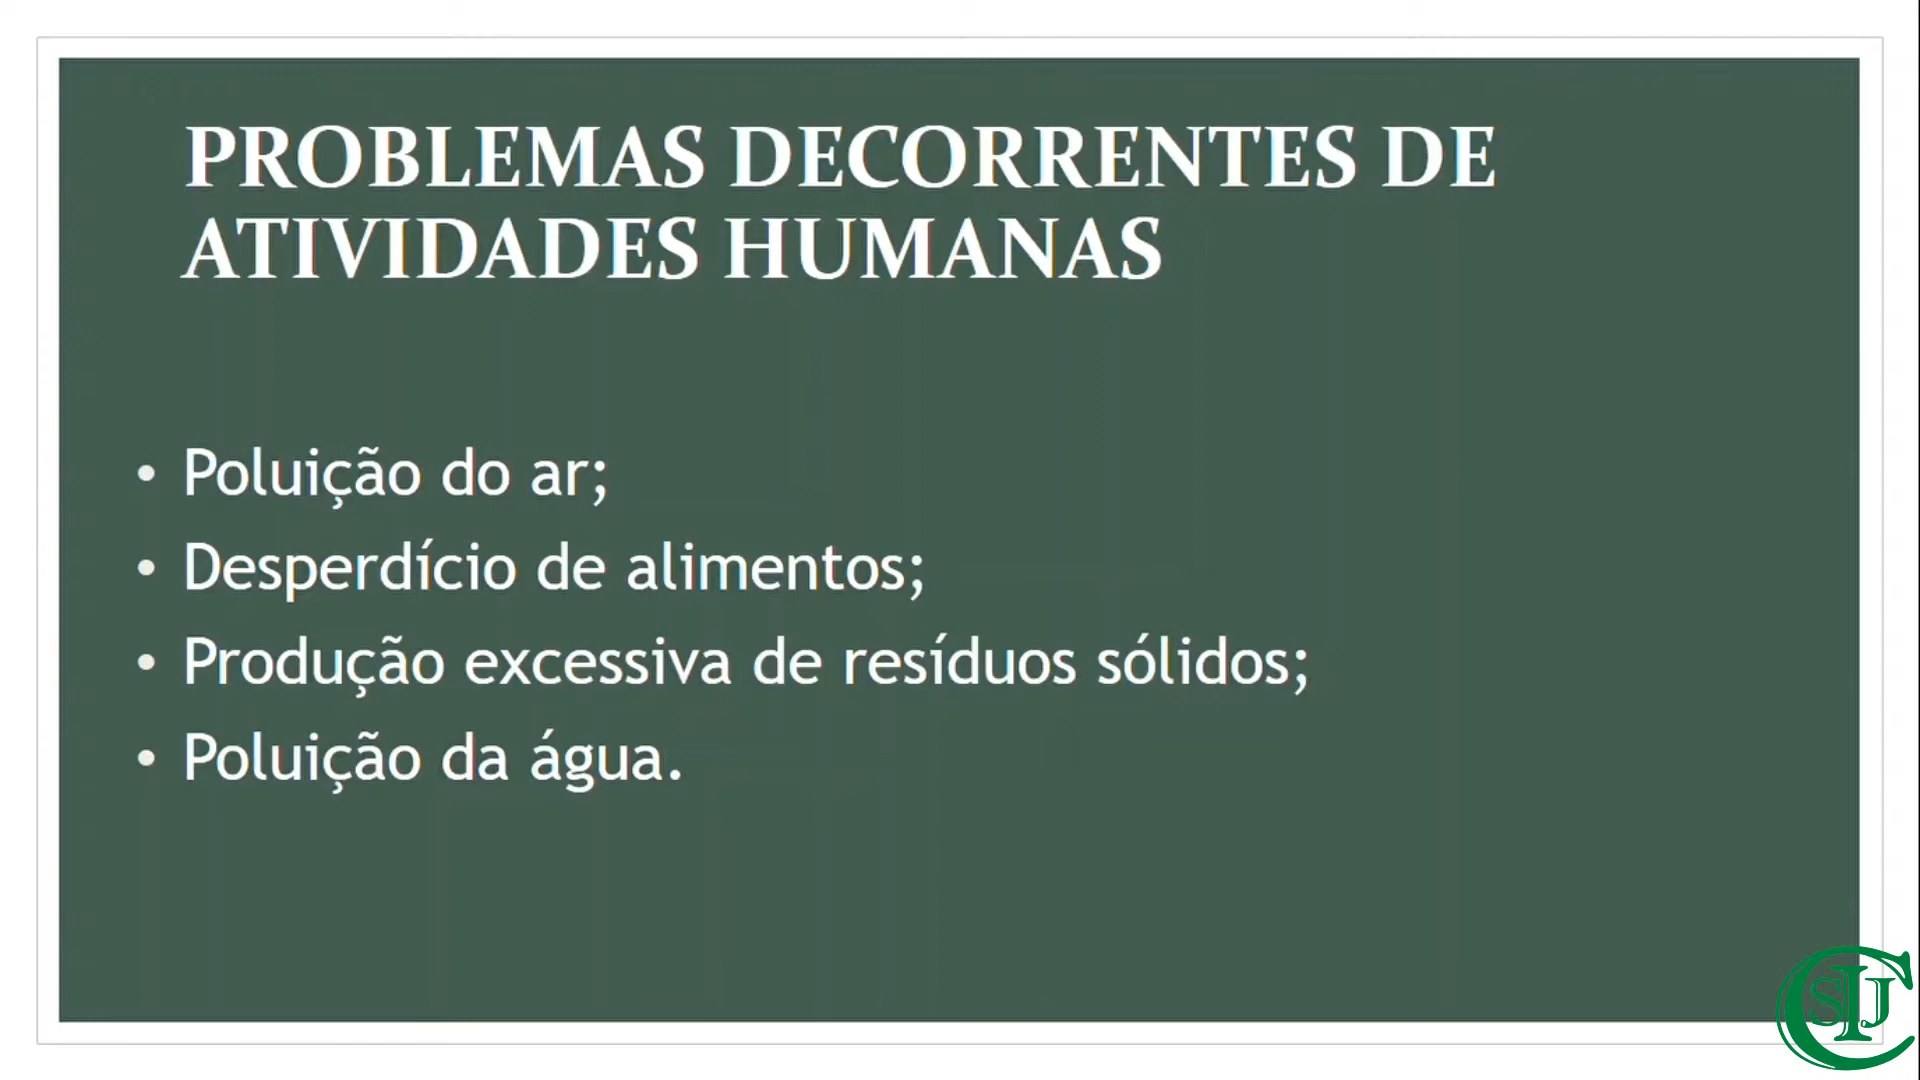 PROBLEMAS DECORRENTES DE
ATIVIDADES HUMANAS
• Poluição do ar;
• Desperdício de alimentos;
• Produção excessiva de resíduos sólidos;
• Poluição da água.